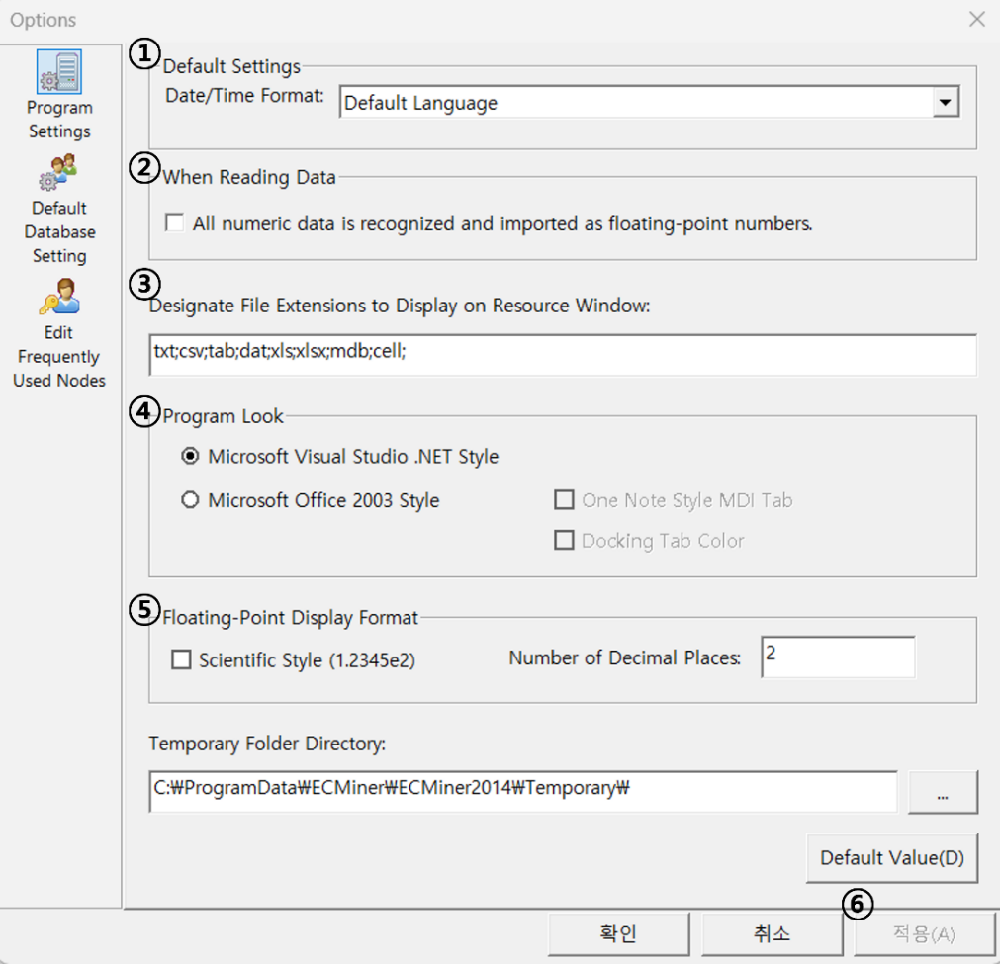 Options
Program
Settings
Default
Database
Setting
Edit
Frequently
Used Nodes
①
Default Settings
Date/Time Format: Default Language
②
When Reading Data
All numeric data is recognized and imported as floating-point numbers.
③
Designate File Extensions to Display on Resource Window:
txt;csv;tab;dat;xls;xlsx;mdb;cell;
④
Program Look
Microsoft Visual Studio .NET Style
Microsoft Office 2003 Style One Note Style MDI Tab
Docking Tab Color
⑤
Floating-Point Display Format
Scientific Style (1.2345e2) Number of Decimal Places: 2
Temporary Folder Directory:
C:₩ProgramData₩ECMiner₩ECMiner2014₩Temporary₩ ...
Default Value(D)
⑥
확인 취소 적용(A)